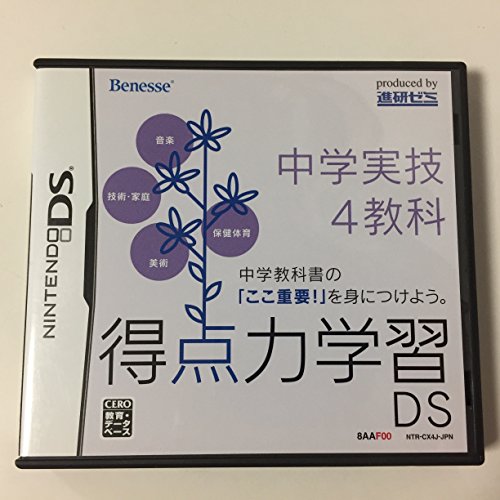 NINTENDO DS™
Benesse®
produced by
進研ゼミ
音楽
技術・家庭
保健体育
美術
中学実技
4教科
中学教科書の
「ここ重要!」を身につけよう。
得点力学習
DS
CERO
教育・
データ
ベース
8AAF00
NTR-CX4J-JPN